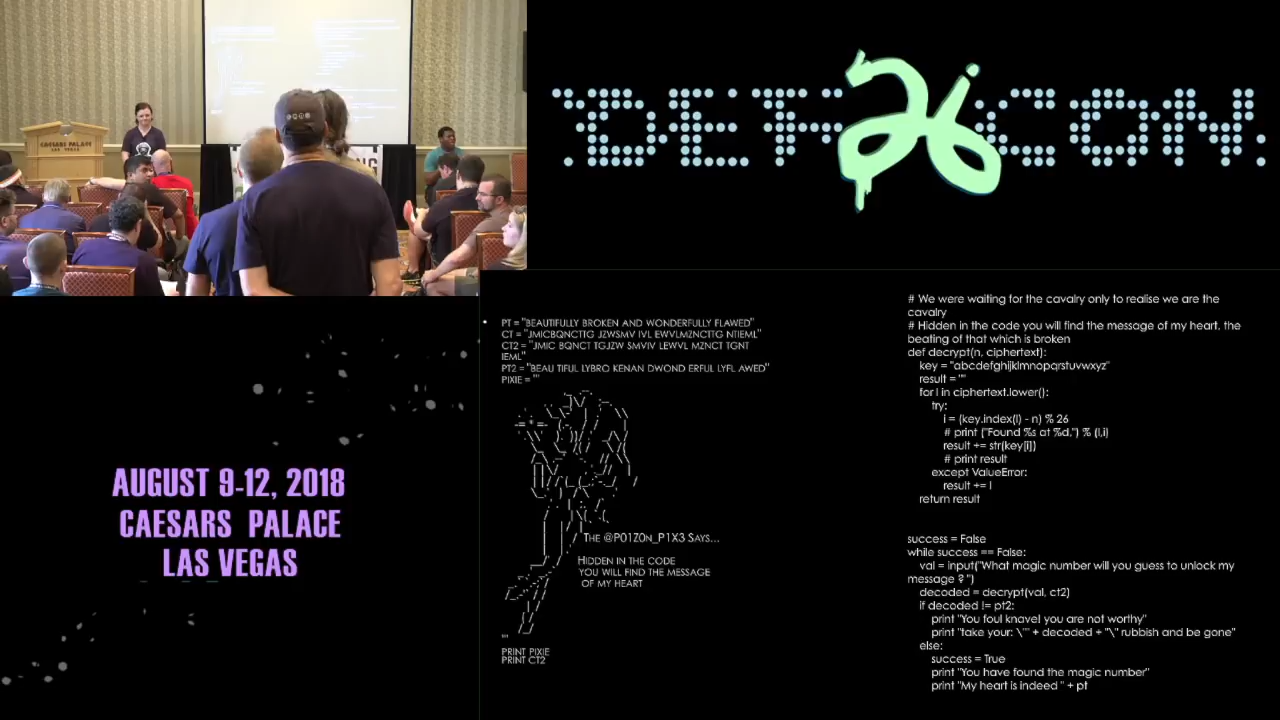 CAESARS PALACE
LAS VEGAS
DEF 26 CON
AUGUST 9-12, 2018
CAESARS PALACE
LAS VEGAS
PT = "BEAUTIFULLY BROKEN AND WONDERFULLY FLAWED"
CT = "JMICBQNCTTG JZWSMV IVL EWVLMZNCTTG NTIEML"
CT2 = "JMIC BQNCT TGJZW SMVIV LEWVL MZNCT TGNT
IEML"
PT2 = "BEAU TIFUL LYBRO KENAN DWOND ERFUL LYFL AWED"
PIXIE = '''
THE @P01Z0N_P1X3 SAYS...
HIDDEN IN THE CODE
YOU WILL FIND THE MESSAGE
OF MY HEART
'''
PRINT PIXIE
PRINT CT2
# We were waiting for the cavalry only to realise we are the
cavalry
# Hidden in the code you will find the message of my heart, the
beating of that which is broken
def decrypt(n, ciphertext):
key = "abcdefghijklmnopqrstuvwxyz"
result = ""
for l in ciphertext.lower():
try:
i = (key.index(l) - n) % 26
# print ("Found %s at %d,") % (l,i)
result += str(key[i])
# print result
except ValueError:
result += l
return result
success = False
while success == False:
val = input("What magic number will you guess to unlock my
message ? ")
decoded = decrypt(val, ct2)
if decoded != pt2:
print "You foul knave! you are not worthy"
print "take your: \"" + decoded + "\" rubbish and be gone"
else:
success = True
print "You have found the magic number"
print "My heart is indeed " + pt